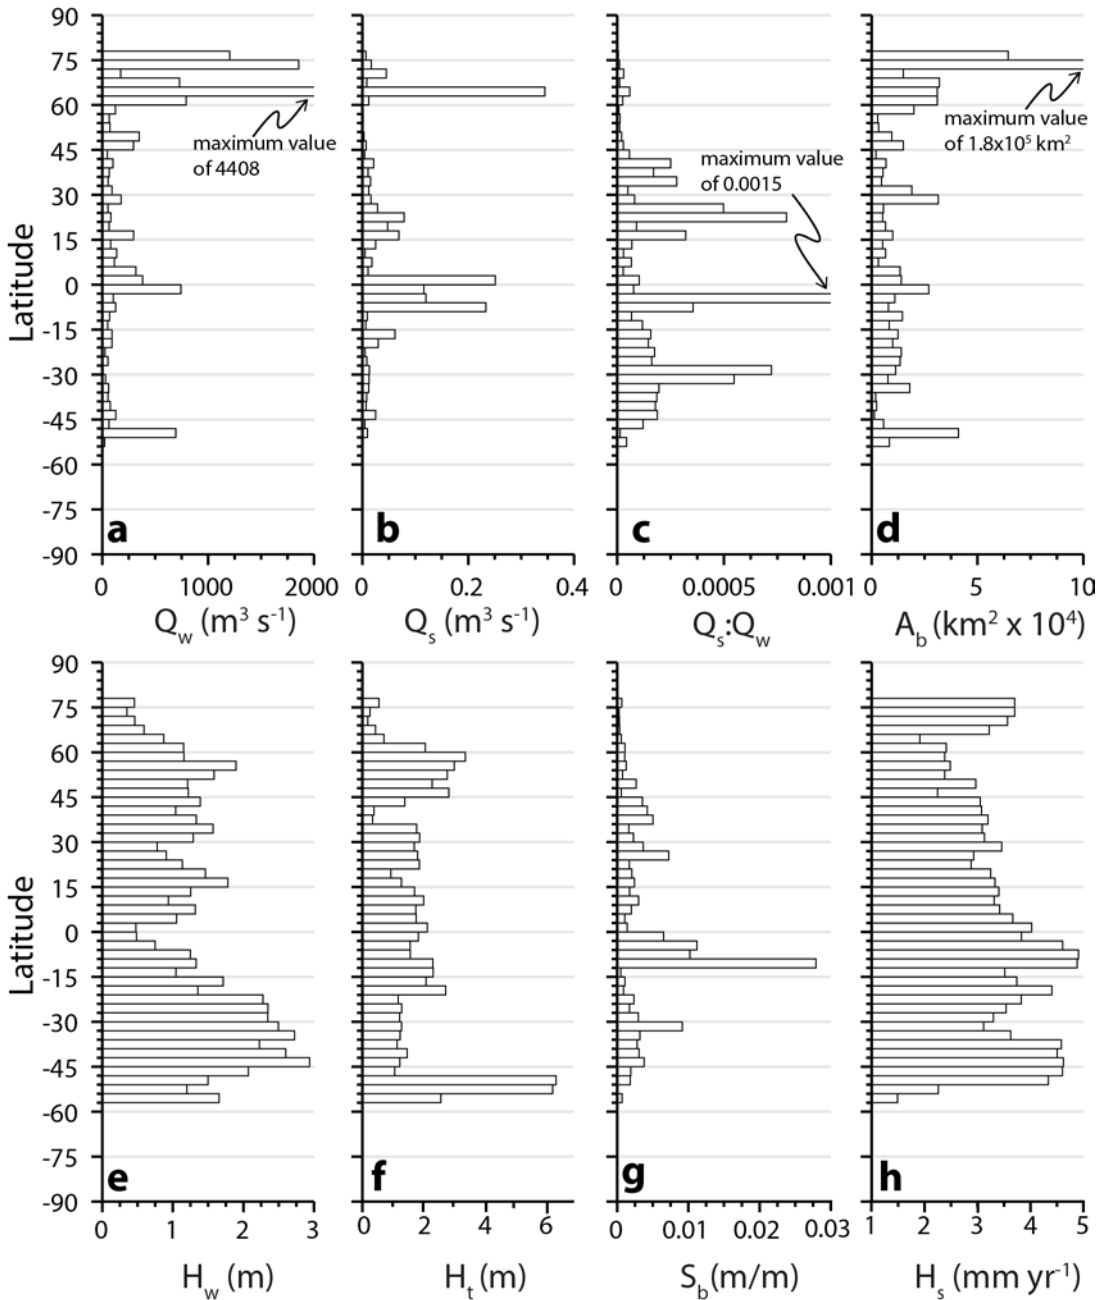 90
75
60
45
30
15
0
-15
-30
-45
-60
-75
-90
Latitude
maximum value
of 4408
maximum value
of 0.0015
maximum value
of 1.8x10⁵ km²
a
b
c
d
0 1000 2000
0 0.2 0.4
0 0.0005 0.001
0 5 10
Q_w (m³ s⁻¹)
Q_s (m³ s⁻¹)
Q_s:Q_w
A_b (km² x 10⁴)
90
75
60
45
30
15
0
-15
-30
-45
-60
-75
-90
Latitude
e
f
g
h
0 1 2 3
0 2 4 6
0 0.01 0.02 0.03
1 2 3 4 5
H_w (m)
H_t (m)
S_b (m/m)
H_s (mm yr⁻¹)